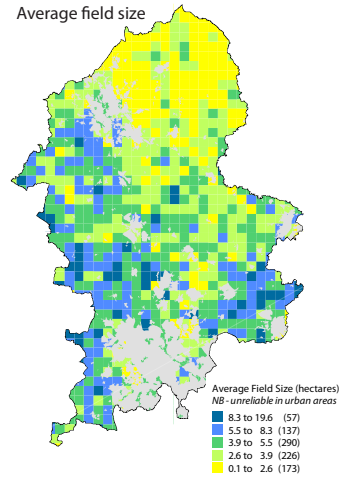 Average field size
Average Field Size (hectares)
NB - unreliable in urban areas
8.3 to 19.6 (57)
5.5 to 8.3 (137)
3.9 to 5.5 (290)
2.6 to 3.9 (226)
0.1 to 2.6 (173)